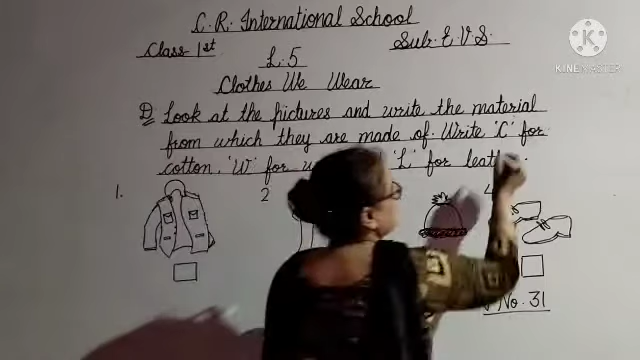 C. R. International School
Class 1st
Sub: E.V.S.
L. 5
Clothes We Wear
D: Look at the pictures and write the material
from which they are made of. Write 'C' for
cotton, 'W' for 'L' for
1. 2 4
No. 31
KINEMASTER